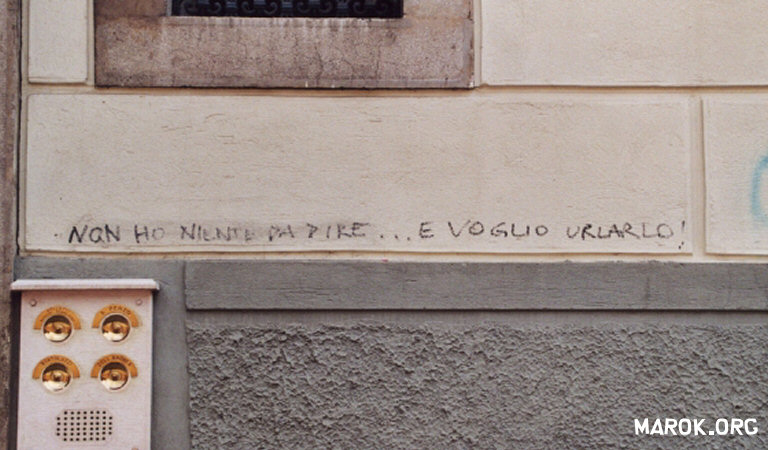 NON HO NIENTE DA DIRE... E VOGLIO URLARLO!
MAROK.ORG